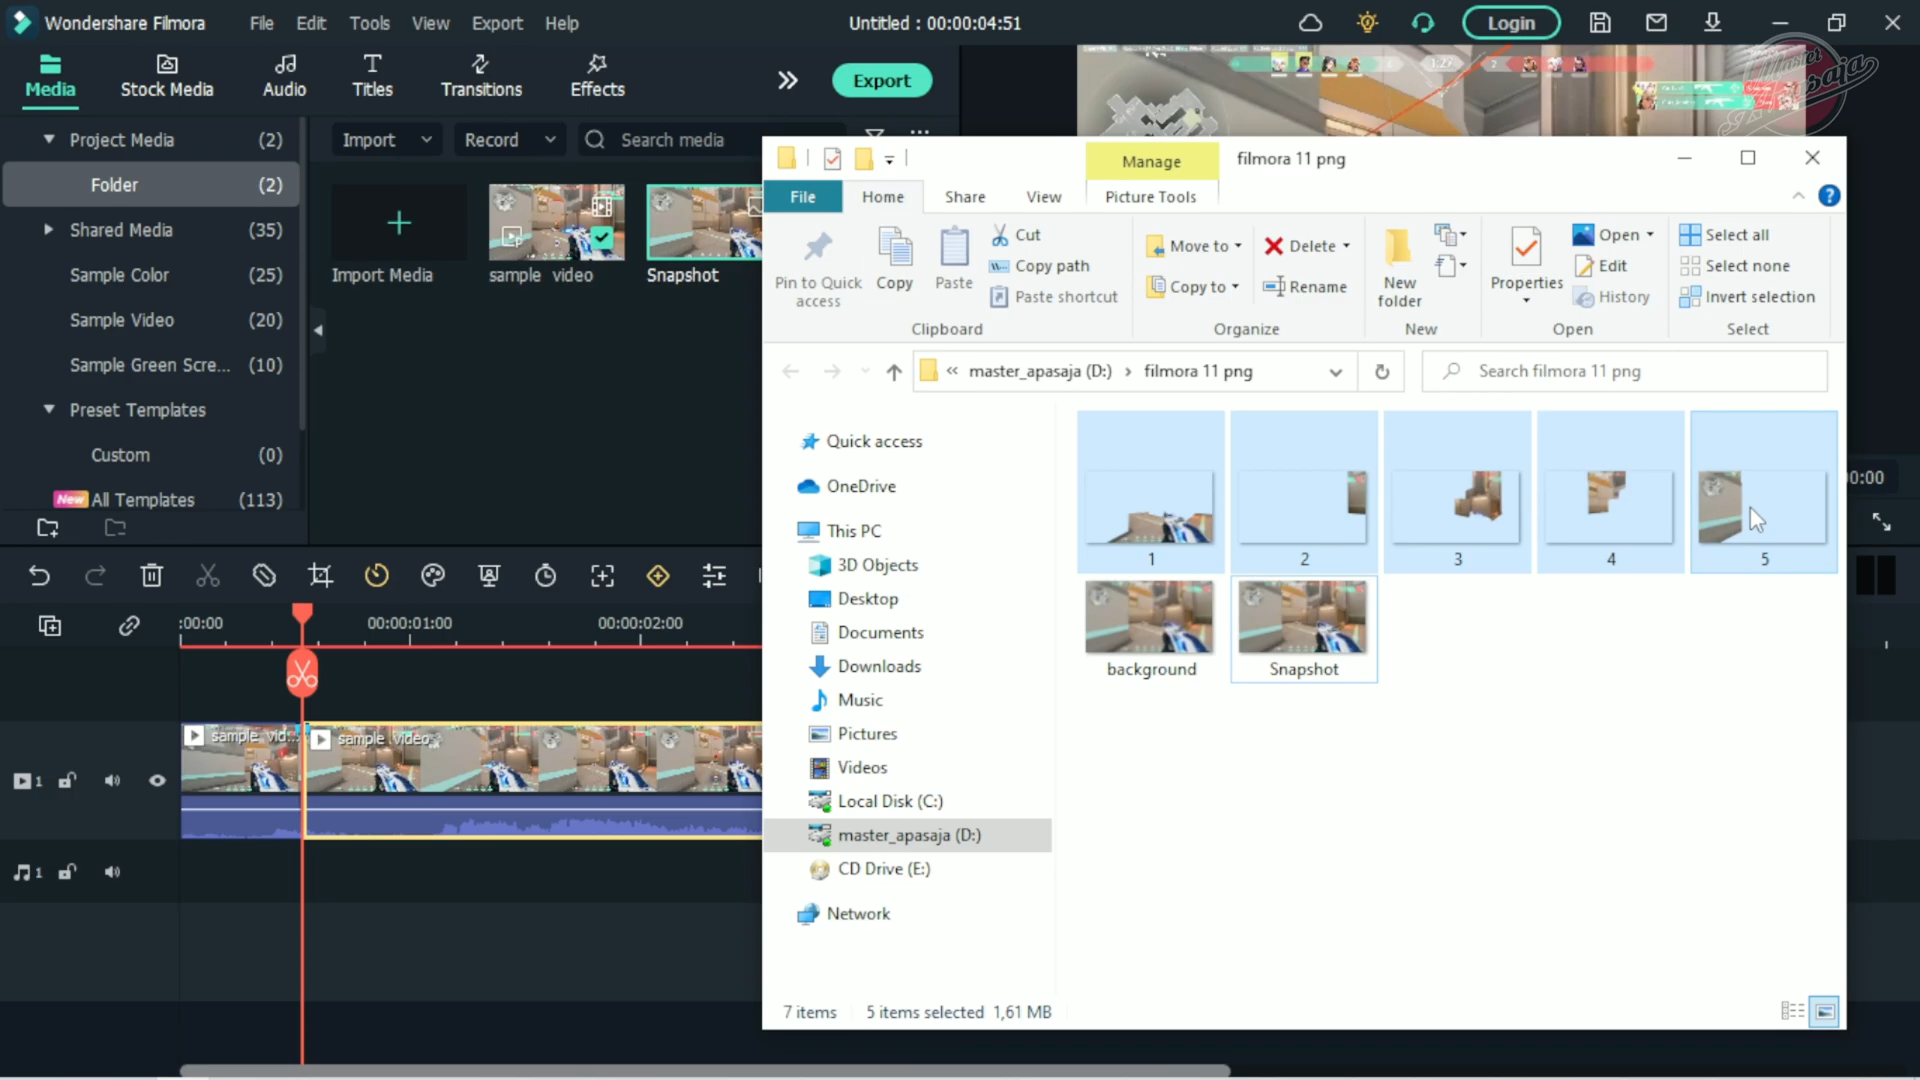 Wondershare Filmora File Edit Tools View Export Help Untitled : 00:00:04:51 Login
Media Stock Media Audio Titles Transitions Effects Export
Project Media (2)
Folder (2)
Shared Media (35)
Sample Color (25)
Sample Video (20)
Sample Green Scre... (10)
Preset Templates
Custom (0)
New All Templates (113)
Import Record Search media
Import Media sample video Snapshot
Manage filmora 11 png
File Home Share View Picture Tools
Pin to Quick access
Copy
Paste
Cut
Copy path
Paste shortcut
Clipboard
Move to
Copy to
Delete
Rename
Organize
New folder
New
Properties
Open
Edit
History
Open
Select all
Select none
Invert selection
Select
« master_apasaja (D:) › filmora 11 png
Search filmora 11 png
Quick access
OneDrive
This PC
3D Objects
Desktop
Documents
Downloads
Music
Pictures
Videos
Local Disk (C:)
master_apasaja (D:)
CD Drive (E:)
Network
1 2 3 4 5
background Snapshot
7 items 5 items selected 1,61 MB
:00:00 00:00:01:00 00:00:02:00
sample vid... sample video
1
1
0:00
Master